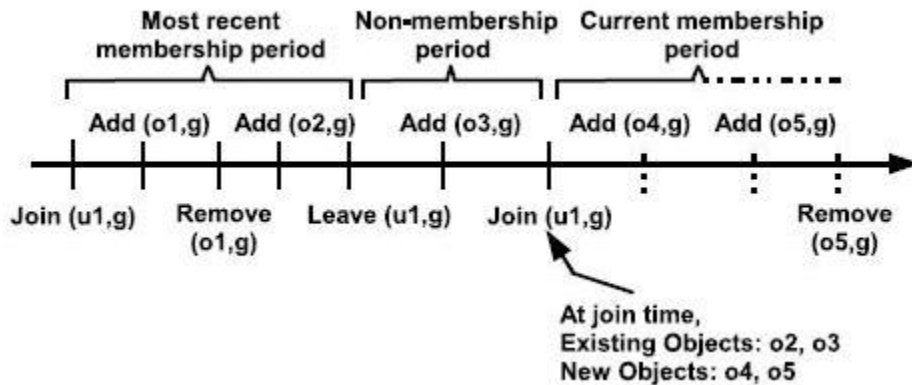 Most recent
membership period
Non-membership
period
Current membership
period
Add (o1,g)
Add (o2,g)
Add (o3,g)
Add (o4,g)
Add (o5,g)
Join (u1,g)
Remove
(o1,g)
Leave (u1,g)
Join (u1,g)
Remove
(o5,g)
At join time,
Existing Objects: o2, o3
New Objects: o4, o5